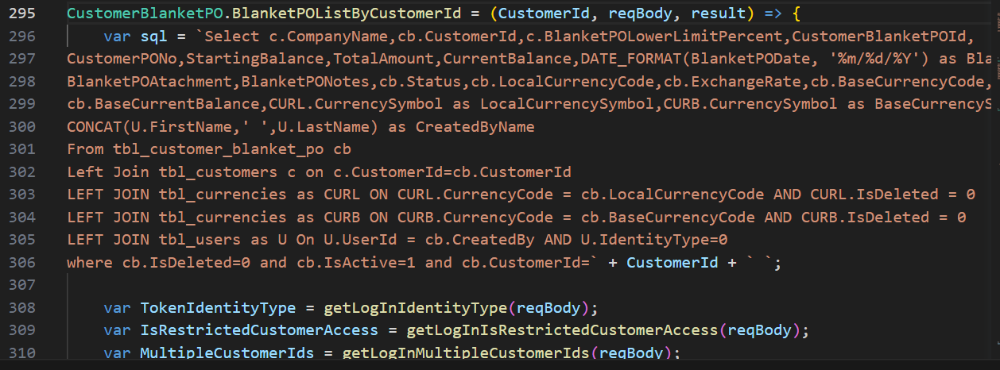 295 CustomerBlanketPO.BlanketPOListByCustomerId = (CustomerId, reqBody, result) => {
296 var sql = `Select c.CompanyName,cb.CustomerId,c.BlanketPOLowerLimitPercent,CustomerBlanketPOId,
297 CustomerPONo,StartingBalance,TotalAmount,CurrentBalance,DATE_FORMAT(BlanketPODate, '%m/%d/%Y') as Bla
298 BlanketPOAtachment,BlanketPONotes,cb.Status,cb.LocalCurrencyCode,cb.ExchangeRate,cb.BaseCurrencyCode,
299 cb.BaseCurrentBalance,CURL.CurrencySymbol as LocalCurrencySymbol,CURB.CurrencySymbol as BaseCurrencyS
300 CONCAT(U.FirstName,' ',U.LastName) as CreatedByName
301 From tbl_customer_blanket_po cb
302 Left Join tbl_customers c on c.CustomerId=cb.CustomerId
303 LEFT JOIN tbl_currencies as CURL ON CURL.CurrencyCode = cb.LocalCurrencyCode AND CURL.IsDeleted = 0
304 LEFT JOIN tbl_currencies as CURB ON CURB.CurrencyCode = cb.BaseCurrencyCode AND CURB.IsDeleted = 0
305 LEFT JOIN tbl_users as U On U.UserId = cb.CreatedBy AND U.IdentityType=0
306 where cb.IsDeleted=0 and cb.IsActive=1 and cb.CustomerId=` + CustomerId + ` `;
307
308 var TokenIdentityType = getLogInIdentityType(reqBody);
309 var IsRestrictedCustomerAccess = getLogInIsRestrictedCustomerAccess(reqBody);
310 var MultipleCustomerIds = getLogInMultipleCustomerIds(reqBody);